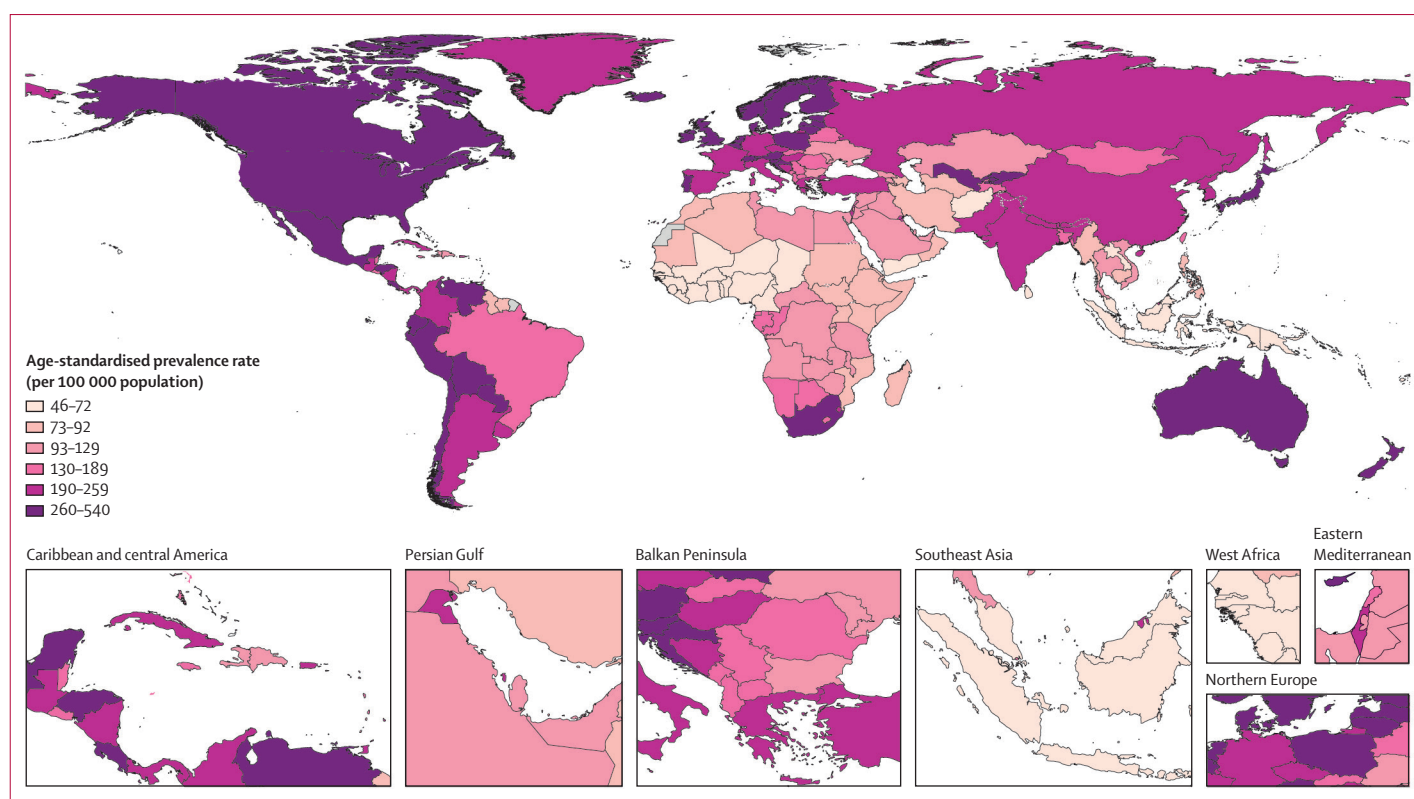 Age-standardised prevalence rate
(per 100 000 population)
46–72
73–92
93–129
130–189
190–259
260–540
Caribbean and central America
Persian Gulf
Balkan Peninsula
Southeast Asia
West Africa
Eastern
Mediterranean
Northern Europe